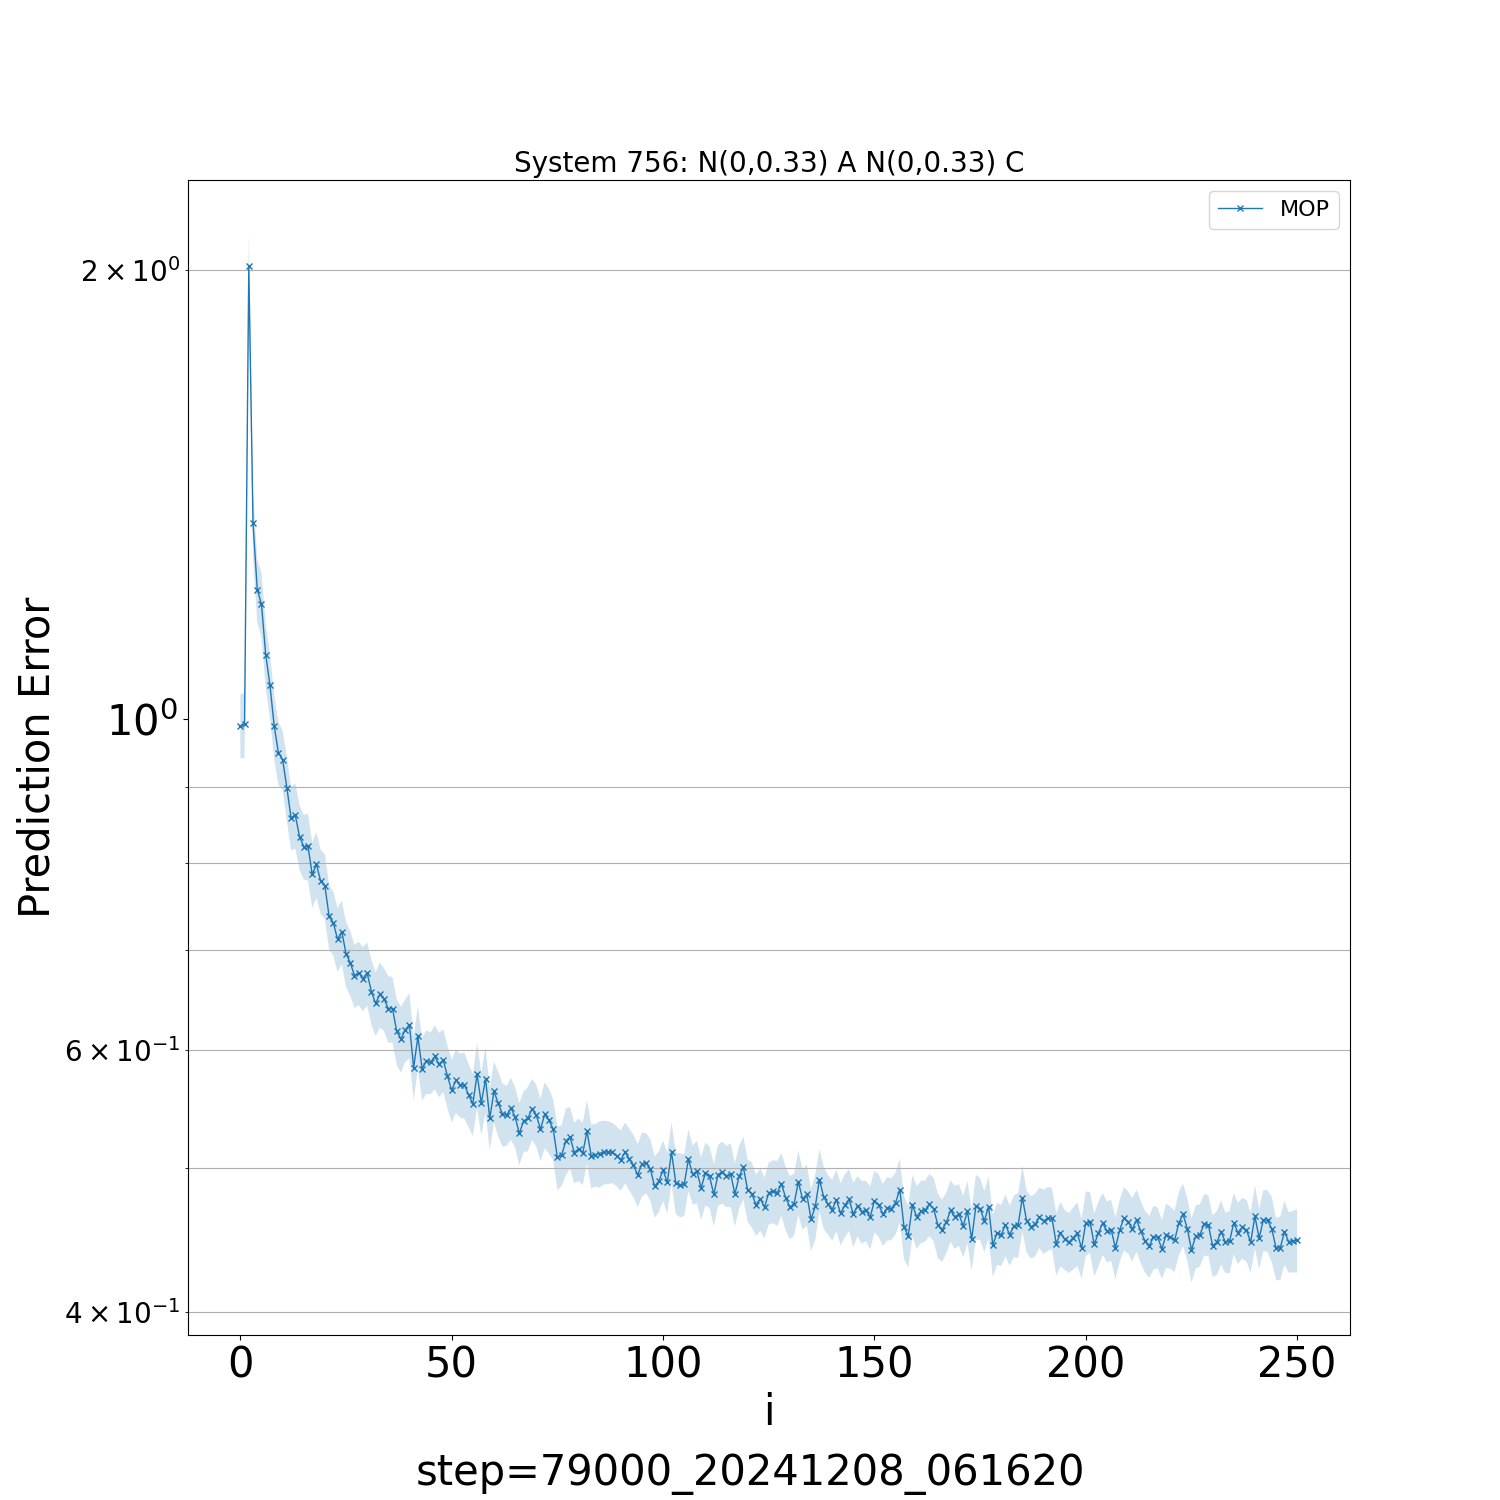 System 756: N(0,0.33) A N(0,0.33) C
MOP
2 × 10⁰
10⁰
6 × 10⁻¹
4 × 10⁻¹
Prediction Error
0 50 100 150 200 250
i
step=79000_20241208_061620